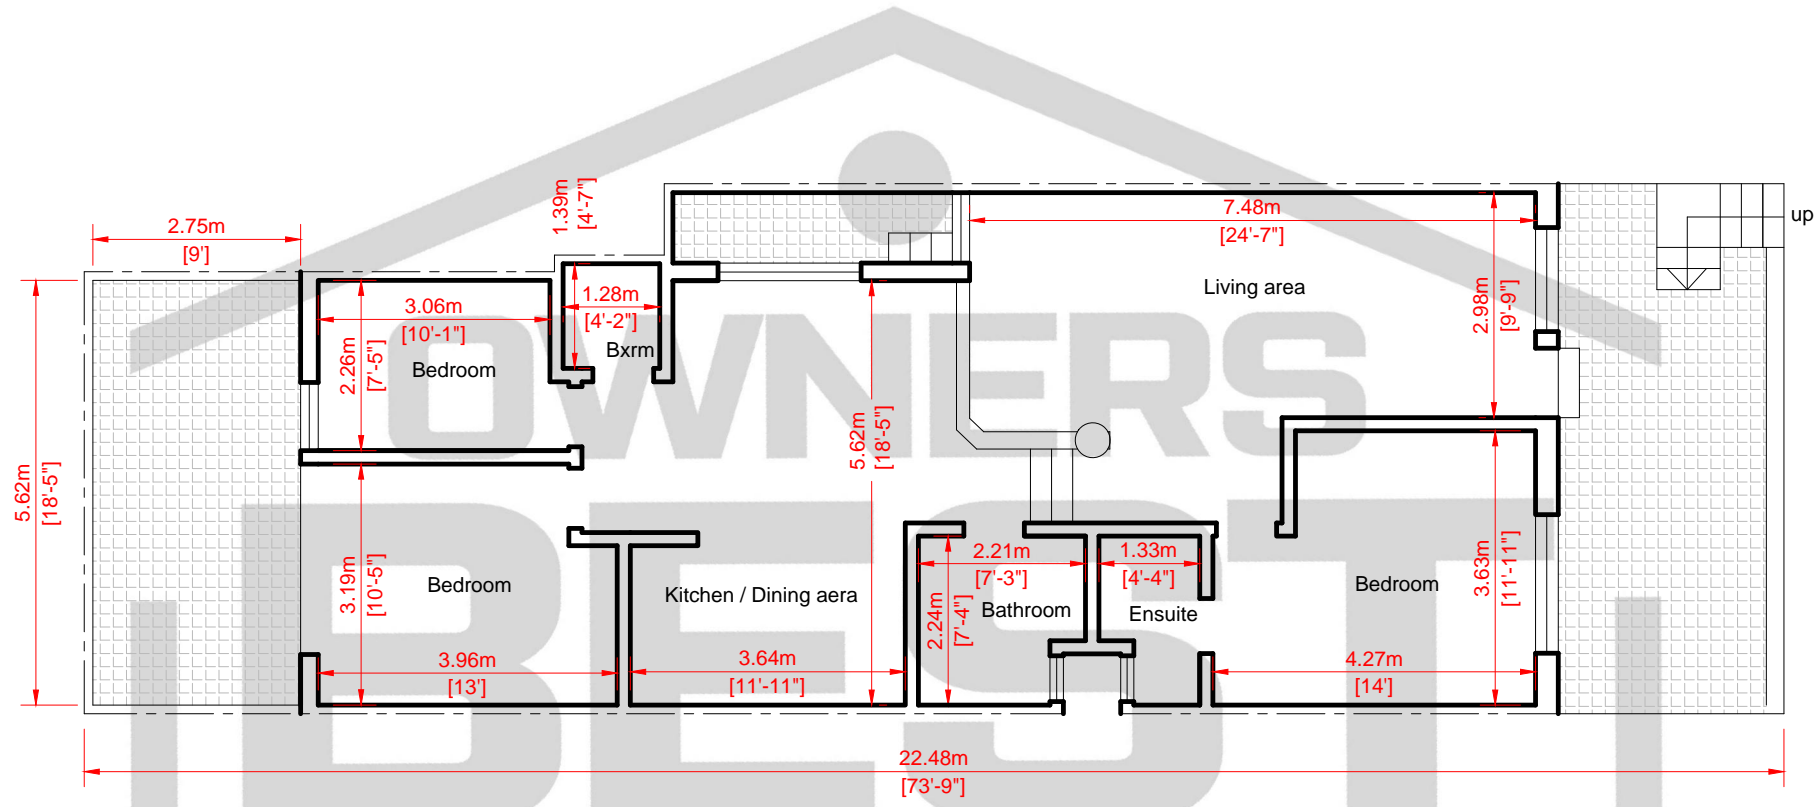 1.39m
[4'-7"]
2.75m
[9']
7.48m
[24'-7"]
up
3.06m
[10'-1"]
1.28m
[4'-2"]
Living area
2.98m
[9'-9"]
2.26m
[7'-5"]
Bedroom
Bxrm
OWNERS
5.62m
[18'-5"]
5.62m
[18'-5"]
3.19m
[10'-5"]
Bedroom
Kitchen / Dining aera
2.21m
[7'-3"]
2.24m
[7'-4"]
Bathroom
1.33m
[4'-4"]
Ensuite
Bedroom
3.63m
[11'-11"]
BEST
3.96m
[13']
3.64m
[11'-11"]
4.27m
[14']
22.48m
[73'-9"]